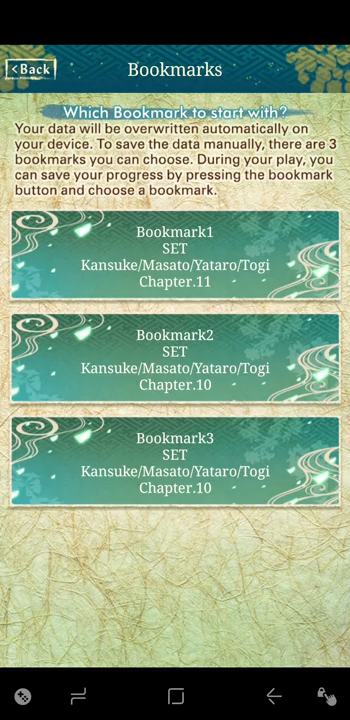 <Back
Bookmarks
Which Bookmark to start with?
Your data will be overwritten automatically on
your device. To save the data manually, there are 3
bookmarks you can choose. During your play, you
can save your progress by pressing the bookmark
button and choose a bookmark.
Bookmark1
SET
Kansuke/Masato/Yataro/Togi
Chapter.11
Bookmark2
SET
Kansuke/Masato/Yataro/Togi
Chapter.10
Bookmark3
SET
Kansuke/Masato/Yataro/Togi
Chapter.10